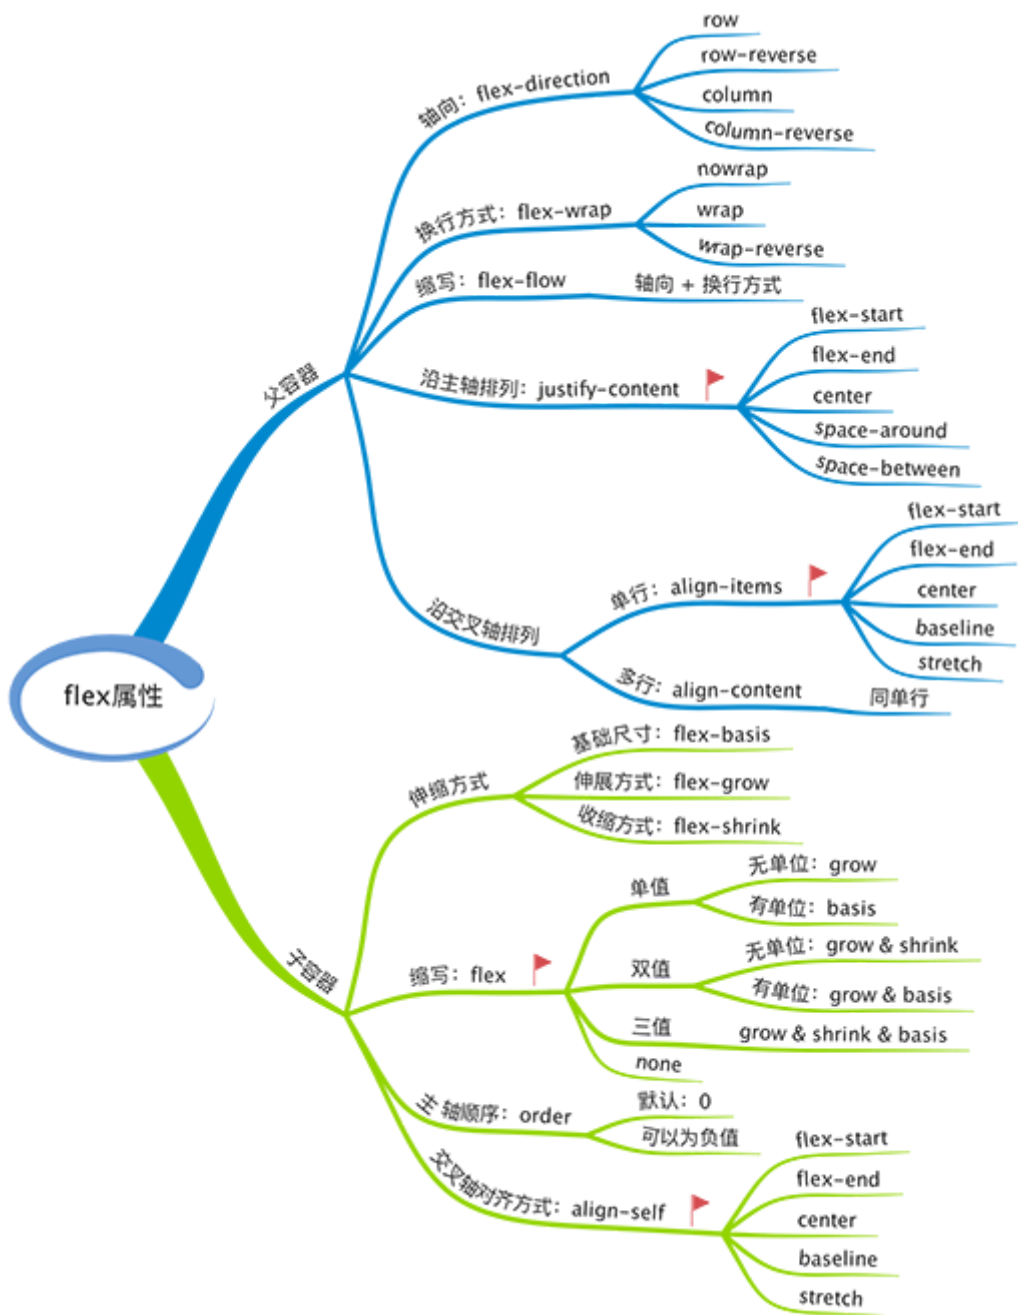 flex属性
父容器
轴向：flex-direction
row
row-reverse
column
column-reverse
换行方式：flex-wrap
nowrap
wrap
wrap-reverse
缩写：flex-flow
轴向 + 换行方式
沿主轴排列：justify-content
flex-start
flex-end
center
space-around
space-between
沿交叉轴排列
单行：align-items
flex-start
flex-end
center
baseline
stretch
多行：align-content
同单行
子容器
伸缩方式
基础尺寸：flex-basis
伸展方式：flex-grow
收缩方式：flex-shrink
缩写：flex
单值
无单位：grow
有单位：basis
双值
无单位：grow & shrink
有单位：grow & basis
三值
grow & shrink & basis
none
主 轴顺序：order
默认：0
可以为负值
交叉轴对齐方式：align-self
flex-start
flex-end
center
baseline
stretch